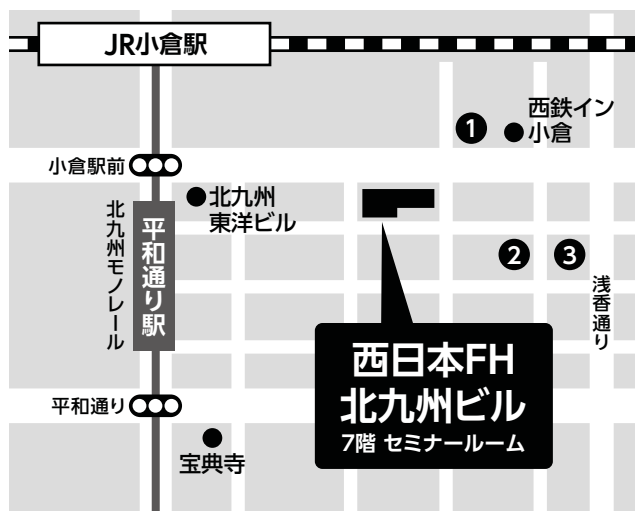 JR小倉駅
西鉄イン
小倉
1
小倉駅前
北九州
東洋ビル
北九州モノレール
平和通り駅
2
3
浅香通り
西日本FH
北九州ビル
7階 セミナールーム
平和通り
宝典寺